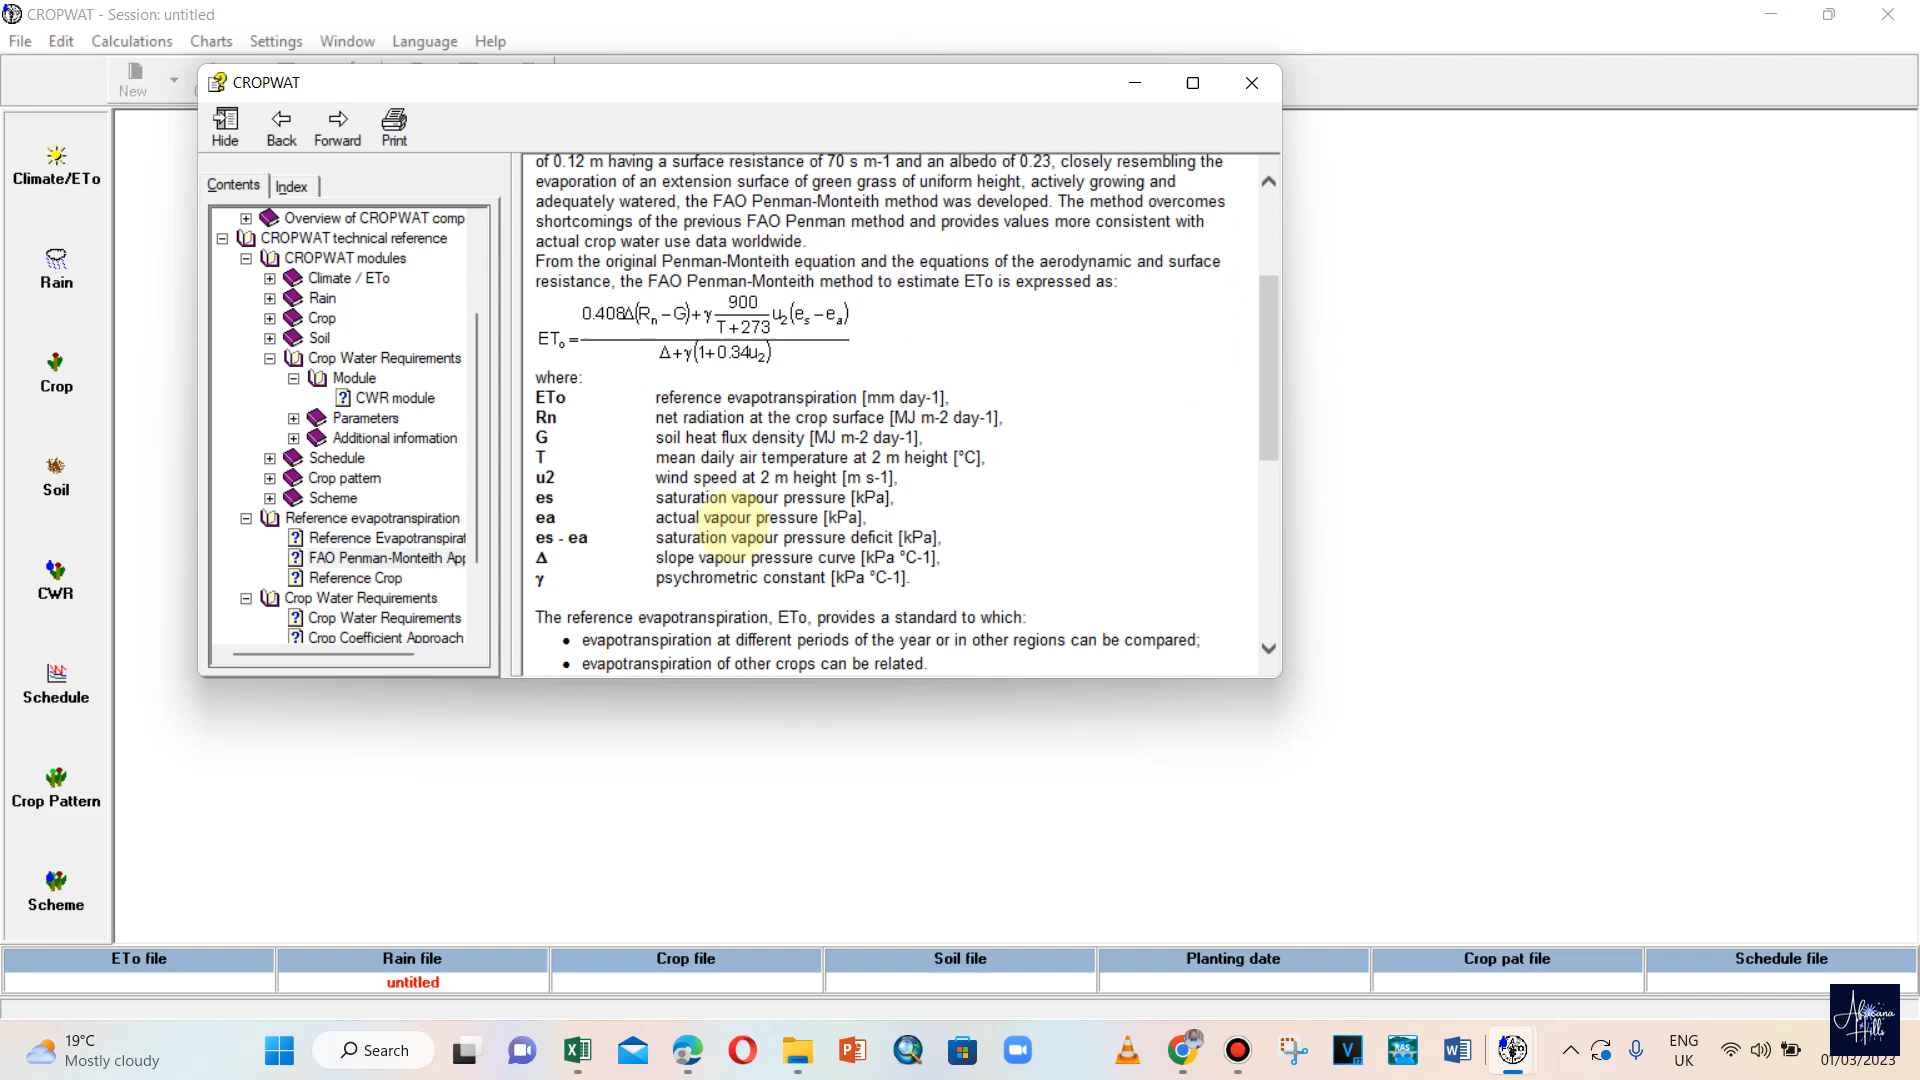 CROPWAT - Session: untitled
File Edit Calculations Charts Settings Window Language Help
New
CROPWAT
Hide Back Forward Print
Contents Index
Overview of CROPWAT comp
CROPWAT technical reference
CROPWAT modules
Climate / ETo
Rain
Crop
Soil
Crop Water Requirements
Module
CWR module
Parameters
Additional information
Schedule
Crop pattern
Scheme
Reference evapotranspiration
Reference Evapotranspirat
FAO Penman-Monteith App
Reference Crop
Crop Water Requirements
Crop Water Requirements
Crop Coefficient Approach
of 0.12 m having a surface resistance of 70 s m-1 and an albedo of 0.23, closely resembling the
evaporation of an extension surface of green grass of uniform height, actively growing and
adequately watered, the FAO Penman-Monteith method was developed. The method overcomes
shortcomings of the previous FAO Penman method and provides values more consistent with
actual crop water use data worldwide.
From the original Penman-Monteith equation and the equations of the aerodynamic and surface
resistance, the FAO Penman-Monteith method to estimate ETo is expressed as:
0.408Δ(Rn − G)+ γ 900 / T+273 u2(es − ea)
ETo =
Δ+γ(1+0.34u2)
where:
ETo reference evapotranspiration [mm day-1],
Rn net radiation at the crop surface [MJ m-2 day-1],
G soil heat flux density [MJ m-2 day-1],
T mean daily air temperature at 2 m height [°C],
u2 wind speed at 2 m height [m s-1],
es saturation vapour pressure [kPa],
ea actual vapour pressure [kPa],
es - ea saturation vapour pressure deficit [kPa],
Δ slope vapour pressure curve [kPa °C-1],
γ psychrometric constant [kPa °C-1].
The reference evapotranspiration, ETo, provides a standard to which:
• evapotranspiration at different periods of the year or in other regions can be compared;
• evapotranspiration of other crops can be related.
Climate/ETo
Rain
Crop
Soil
CWR
Schedule
Crop Pattern
Scheme
ETo file Rain file Crop file Soil file Planting date Crop pat file Schedule file
untitled
19°C
Mostly cloudy
Search
ENG
UK
Africana
Hills
01/03/2023